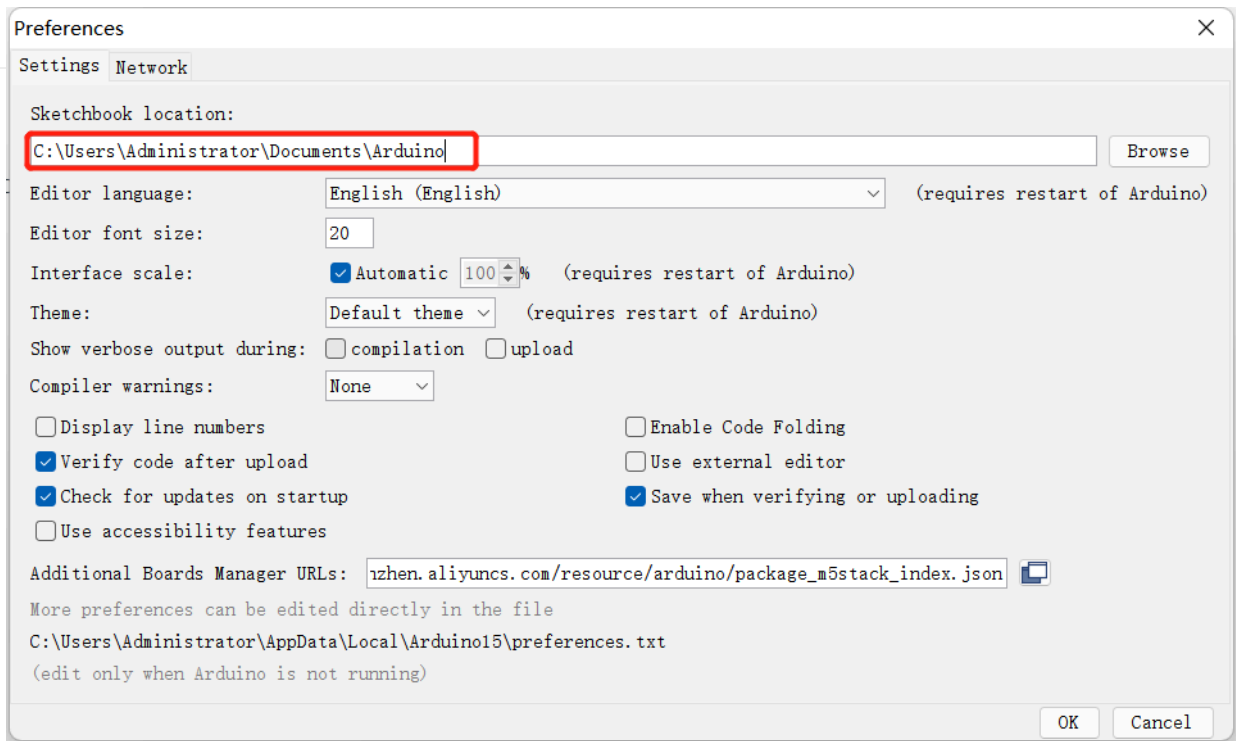 Preferences
Settings Network
Sketchbook location:
C:\Users\Administrator\Documents\Arduino Browse
Editor language: English (English) (requires restart of Arduino)
Editor font size: 20
Interface scale: Automatic 100 % (requires restart of Arduino)
Theme: Default theme (requires restart of Arduino)
Show verbose output during: compilation upload
Compiler warnings: None
Display line numbers Enable Code Folding
Verify code after upload Use external editor
Check for updates on startup Save when verifying or uploading
Use accessibility features
Additional Boards Manager URLs: nzhen.aliyuncs.com/resource/arduino/package_m5stack_index.json
More preferences can be edited directly in the file
C:\Users\Administrator\AppData\Local\Arduino15\preferences.txt
(edit only when Arduino is not running)
OK Cancel